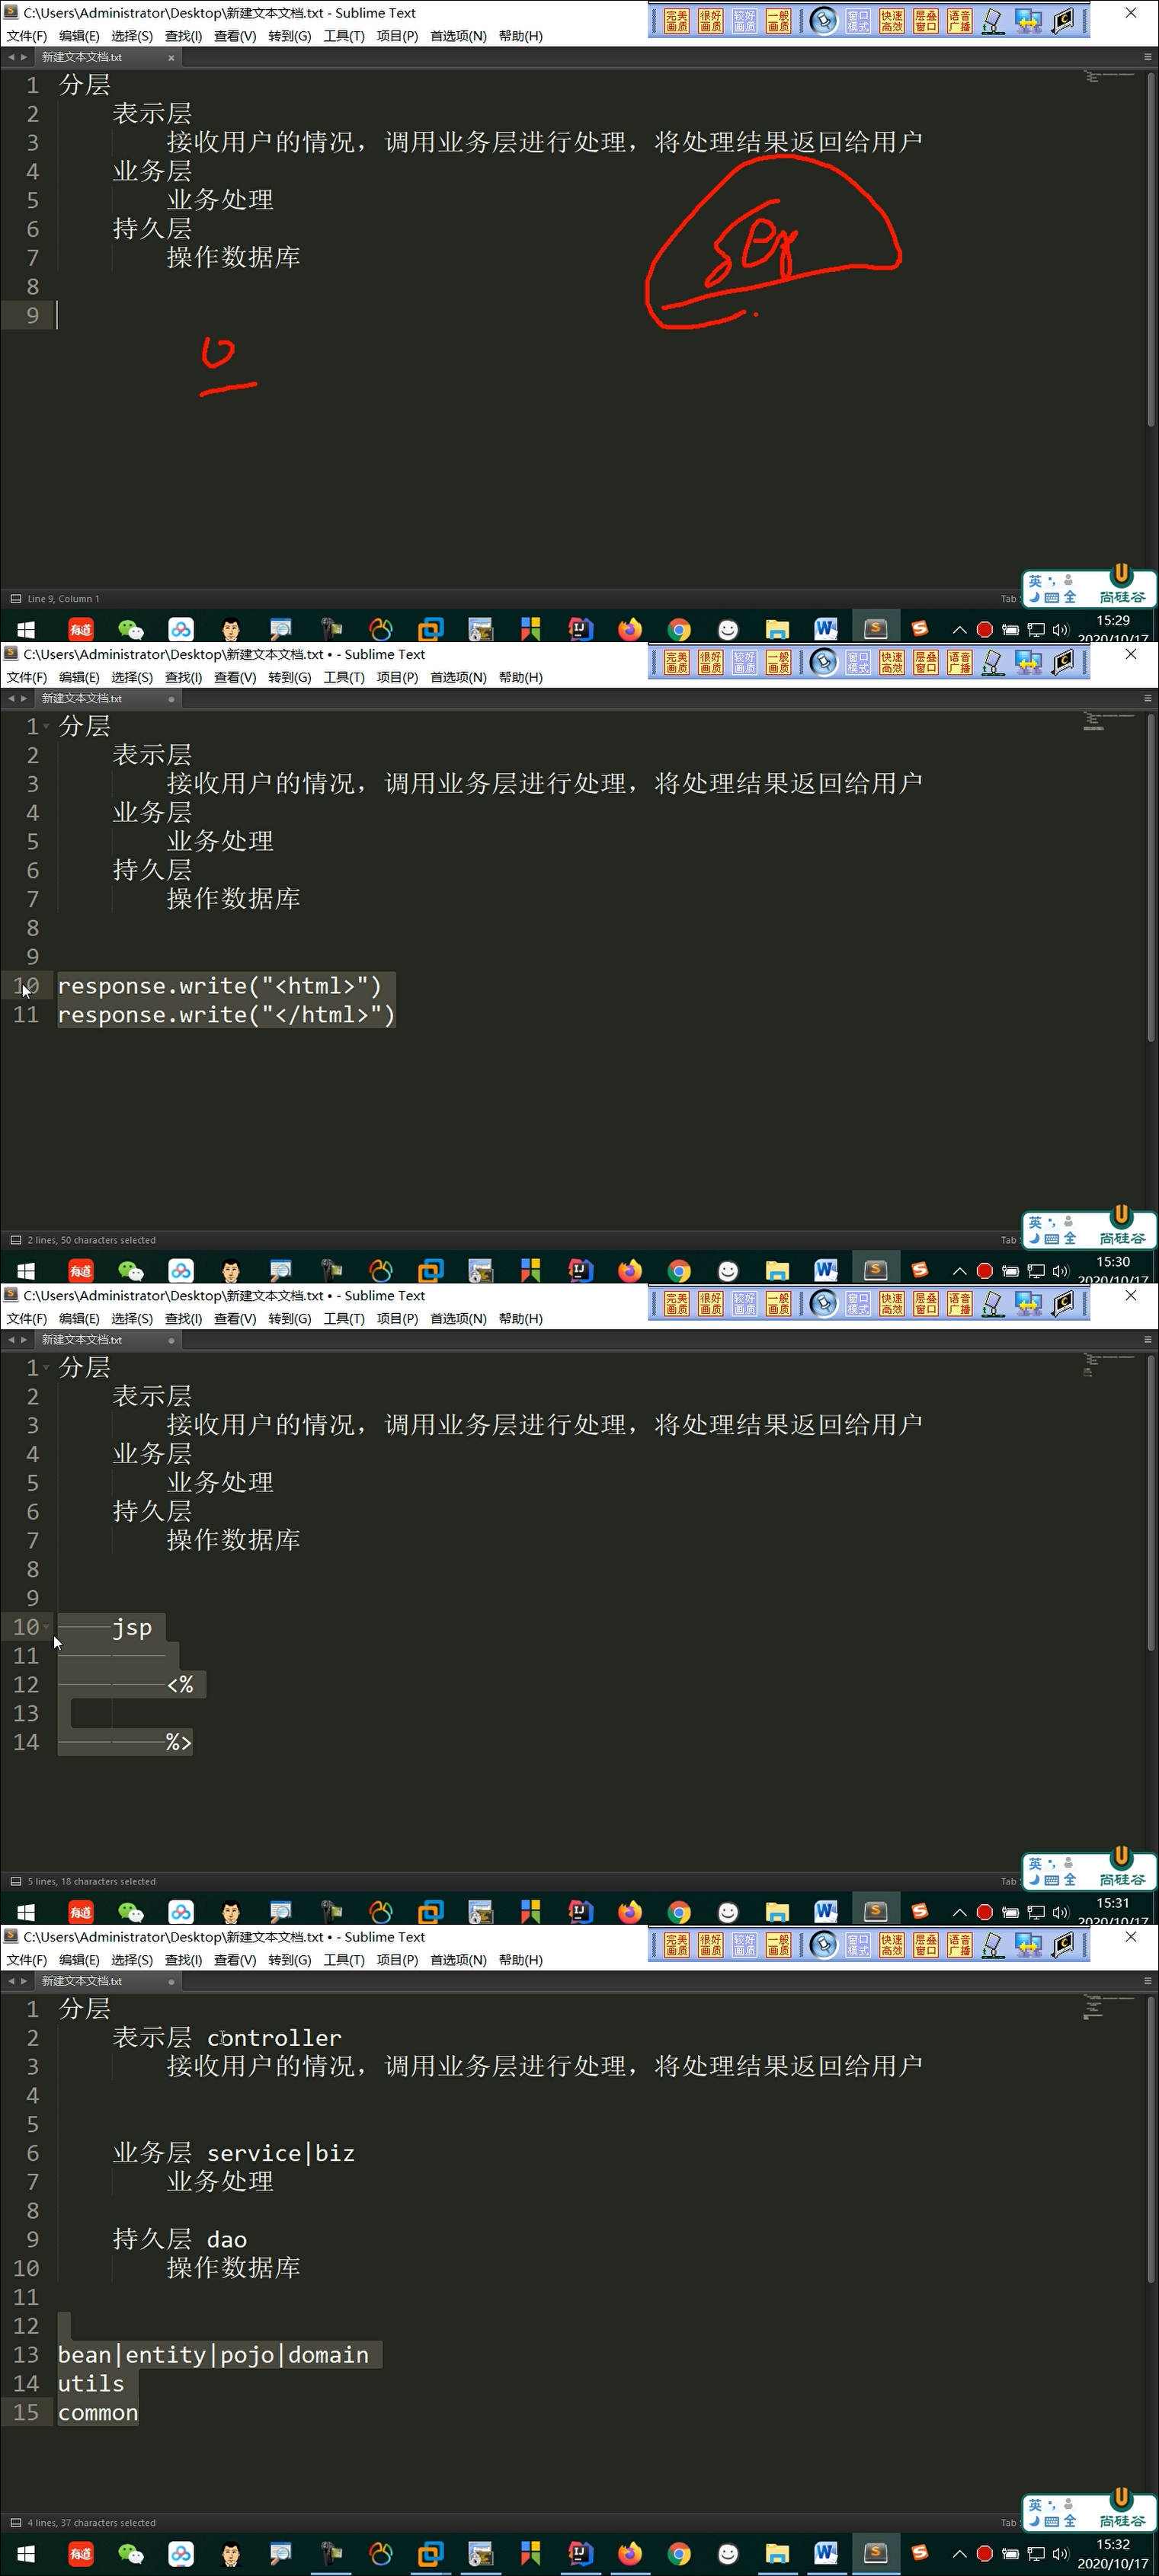 C:\Users\Administrator\Desktop\新建文本文档.txt - Sublime Text
完美画质 很好画质 较好画质 一般画质 窗口模式 快速高效 层叠窗口 语音广播
文件(F) 编辑(E) 选择(S) 查找(I) 查看(V) 转到(G) 工具(T) 项目(P) 首选项(N) 帮助(H)
新建文本文档.txt
1 分层
2 表示层
3 接收用户的情况，调用业务层进行处理，将处理结果返回给用户
4 业务层
5 业务处理
6 持久层
7 操作数据库
8
9
Line 9, Column 1
Tab
英
全 尚硅谷
有道
15:29
2020/10/17
C:\Users\Administrator\Desktop\新建文本文档.txt • - Sublime Text
完美画质 很好画质 较好画质 一般画质 窗口模式 快速高效 层叠窗口 语音广播
文件(F) 编辑(E) 选择(S) 查找(I) 查看(V) 转到(G) 工具(T) 项目(P) 首选项(N) 帮助(H)
新建文本文档.txt
1 分层
2 表示层
3 接收用户的情况，调用业务层进行处理，将处理结果返回给用户
4 业务层
5 业务处理
6 持久层
7 操作数据库
8
9
10 response.write("<html>")
11 response.write("</html>")
2 lines, 50 characters selected
Tab
英
全 尚硅谷
有道
15:30
2020/10/17
C:\Users\Administrator\Desktop\新建文本文档.txt • - Sublime Text
完美画质 很好画质 较好画质 一般画质 窗口模式 快速高效 层叠窗口 语音广播
文件(F) 编辑(E) 选择(S) 查找(I) 查看(V) 转到(G) 工具(T) 项目(P) 首选项(N) 帮助(H)
新建文本文档.txt
1 分层
2 表示层
3 接收用户的情况，调用业务层进行处理，将处理结果返回给用户
4 业务层
5 业务处理
6 持久层
7 操作数据库
8
9
10 jsp
11
12 <%
13
14 %>
5 lines, 18 characters selected
Tab
英
全 尚硅谷
有道
15:31
2020/10/17
C:\Users\Administrator\Desktop\新建文本文档.txt • - Sublime Text
完美画质 很好画质 较好画质 一般画质 窗口模式 快速高效 层叠窗口 语音广播
文件(F) 编辑(E) 选择(S) 查找(I) 查看(V) 转到(G) 工具(T) 项目(P) 首选项(N) 帮助(H)
新建文本文档.txt
1 分层
2 表示层 controller
3 接收用户的情况，调用业务层进行处理，将处理结果返回给用户
4
5
6 业务层 service|biz
7 业务处理
8
9 持久层 dao
10 操作数据库
11
12
13 bean|entity|pojo|domain
14 utils
15 common
4 lines, 37 characters selected
Tab
英
全 尚硅谷
有道
15:32
2020/10/17